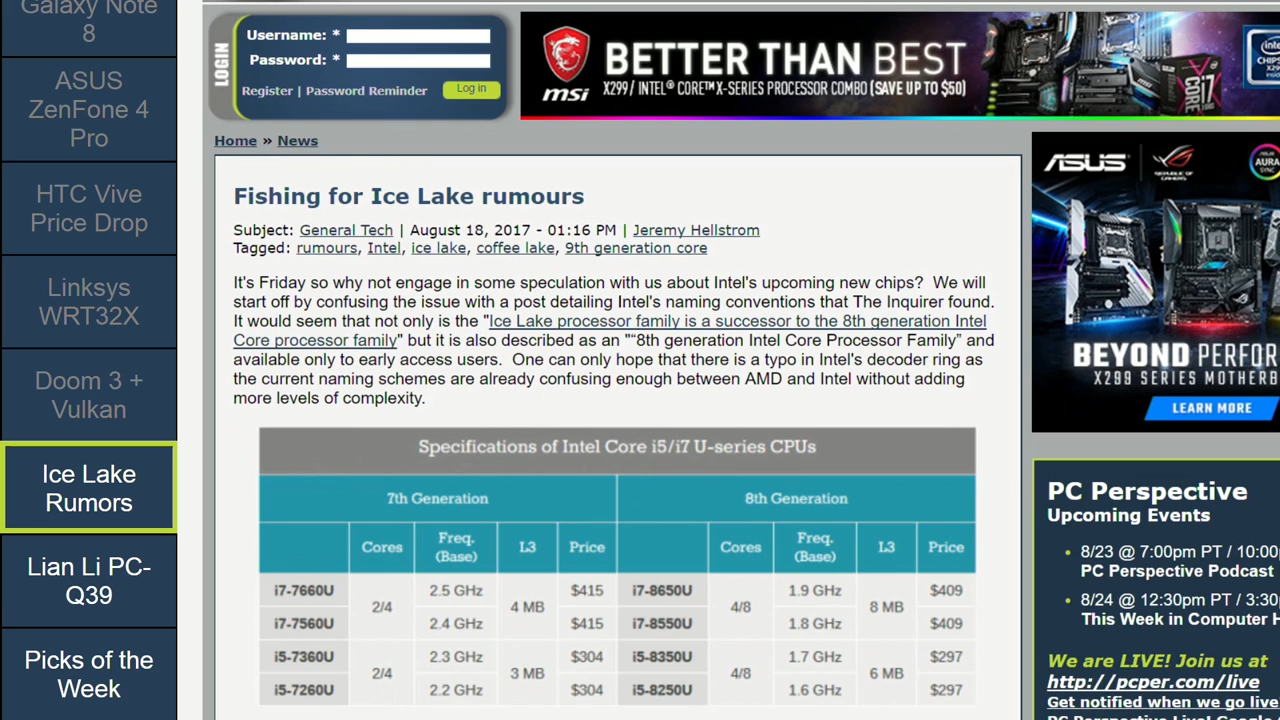 Galaxy Note
8
ASUS
ZenFone 4
Pro
HTC Vive
Price Drop
Linksys
WRT32X
Doom 3 +
Vulkan
Ice Lake
Rumors
Lian Li PC-
Q39
Picks of the
Week
LOGIN
Username: *
Password: *
Register | Password Reminder
Log in
msi
BETTER THAN BEST
X299/ INTEL® CORE™ X-SERIES PROCESSOR COMBO (SAVE UP TO $50)
Home » News
Fishing for Ice Lake rumours
Subject: General Tech | August 18, 2017 - 01:16 PM | Jeremy Hellstrom
Tagged: rumours, Intel, ice lake, coffee lake, 9th generation core
It's Friday so why not engage in some speculation with us about Intel's upcoming new chips?  We will
start off by confusing the issue with a post detailing Intel's naming conventions that The Inquirer found.
It would seem that not only is the "Ice Lake processor family is a successor to the 8th generation Intel
Core processor family" but it is also described as an "“8th generation Intel Core Processor Family” and
available only to early access users.  One can only hope that there is a typo in Intel's decoder ring as
the current naming schemes are already confusing enough between AMD and Intel without adding
more levels of complexity.
Specifications of Intel Core i5/i7 U-series CPUs
7th Generation 8th Generation
Cores Freq. (Base) L3 Price Cores Freq. (Base) L3 Price
i7-7660U 2/4 2.5 GHz 4 MB $415 i7-8650U 4/8 1.9 GHz 8 MB $409
i7-7560U 2.4 GHz $415 i7-8550U 1.8 GHz $409
i5-7360U 2/4 2.3 GHz 3 MB $304 i5-8350U 4/8 1.7 GHz 6 MB $297
i5-7260U 2.2 GHz $304 i5-8250U 1.6 GHz $297
ASUS
REPUBLIC OF
GAMERS
AURA
SYNC
BEYOND PERFOR
X299 SERIES MOTHERB
LEARN MORE
PC Perspective
Upcoming Events
• 8/23 @ 7:00pm PT / 10:00
PC Perspective Podcast
• 8/24 @ 12:30pm PT / 3:30
This Week in Computer H
We are LIVE! Join us at
http://pcper.com/live
Get notified when we go live